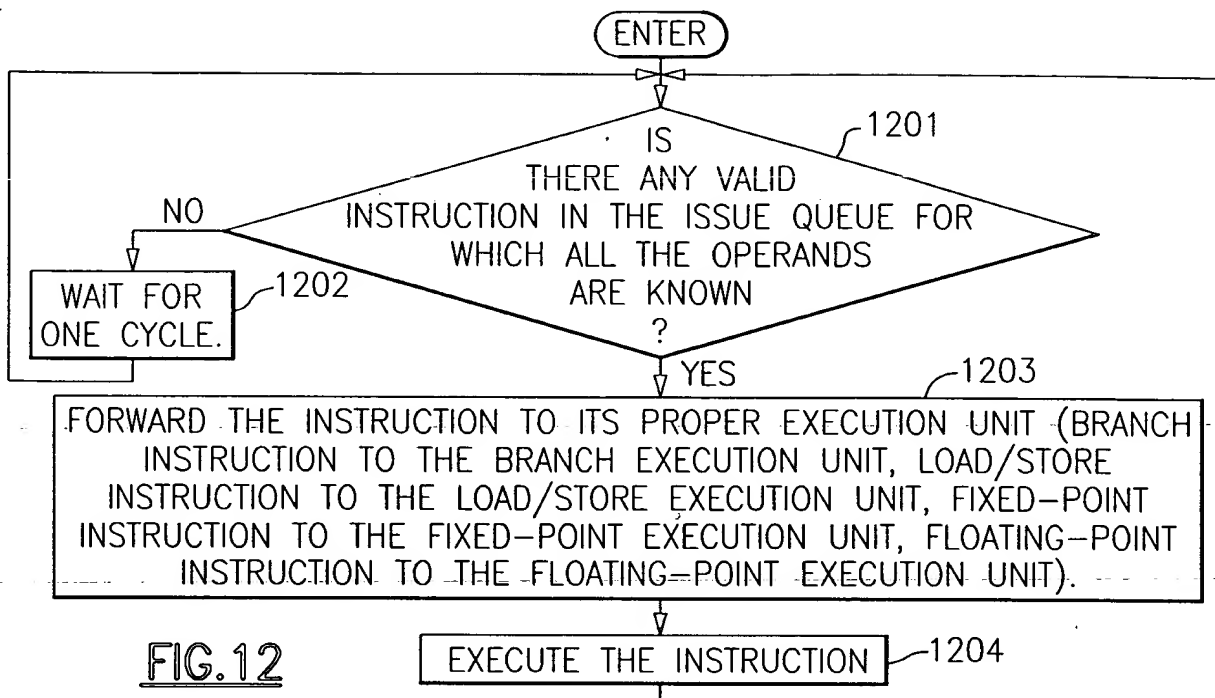 ENTER
1201
IS
THERE ANY VALID
INSTRUCTION IN THE ISSUE QUEUE FOR
WHICH ALL THE OPERANDS
ARE KNOWN
?
NO
WAIT FOR
ONE CYCLE.
1202
YES
1203
FORWARD THE INSTRUCTION TO ITS PROPER EXECUTION UNIT (BRANCH
INSTRUCTION TO THE BRANCH EXECUTION UNIT, LOAD/STORE
INSTRUCTION TO THE LOAD/STORE EXECUTION UNIT, FIXED-POINT
INSTRUCTION TO THE FIXED-POINT EXECUTION UNIT, FLOATING-POINT
INSTRUCTION TO THE FLOATING-POINT EXECUTION UNIT).
FIG.12
EXECUTE THE INSTRUCTION
1204